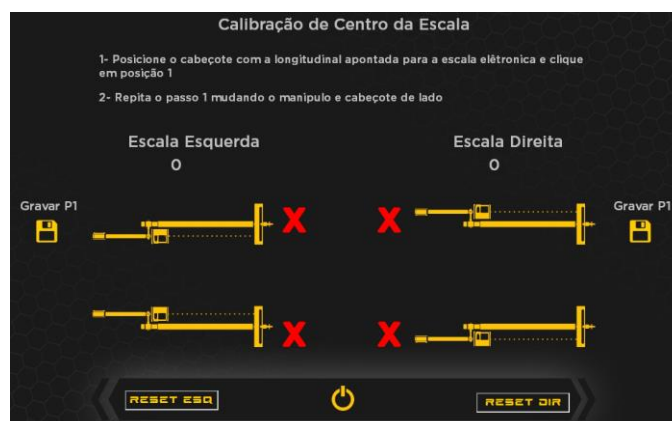 Calibração de Centro da Escala
1- Posicione o cabeçote com a longitudinal apontada para a escala elêtronica e clique
em posição 1
2- Repita o passo 1 mudando o manipulo e cabeçote de lado
Escala Esquerda
Escala Direita
0
0
Gravar P1
Gravar P1
X
X
X
X
RESET ESQ
RESET DIR